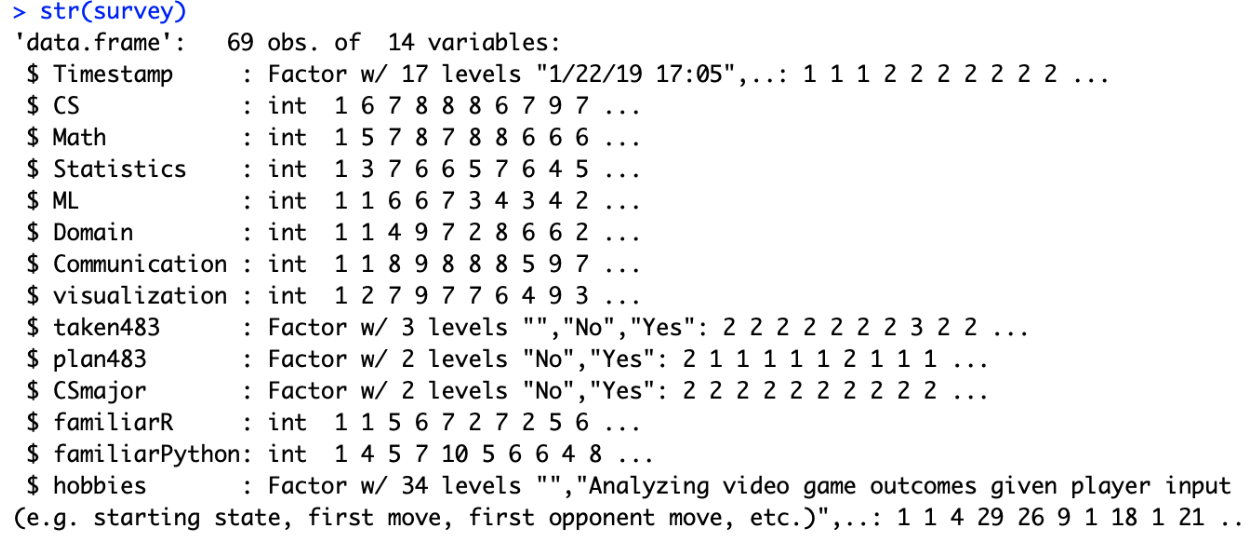 > str(survey)
'data.frame':   69 obs. of  14 variables:
 $ Timestamp     : Factor w/ 17 levels "1/22/19 17:05",..: 1 1 1 2 2 2 2 2 2 2 ...
 $ CS            : int  1 6 7 8 8 8 6 7 9 7 ...
 $ Math          : int  1 5 7 8 7 8 8 6 6 6 ...
 $ Statistics    : int  1 3 7 6 6 5 7 6 4 5 ...
 $ ML            : int  1 1 6 6 7 3 4 3 4 2 ...
 $ Domain        : int  1 1 4 9 7 2 8 6 6 2 ...
 $ Communication : int  1 1 8 9 8 8 8 5 9 7 ...
 $ visualization : int  1 2 7 9 7 7 6 4 9 3 ...
 $ taken483      : Factor w/ 3 levels "","No","Yes": 2 2 2 2 2 2 2 3 2 2 ...
 $ plan483       : Factor w/ 2 levels "No","Yes": 2 1 1 1 1 1 2 1 1 1 ...
 $ CSmajor       : Factor w/ 2 levels "No","Yes": 2 2 2 2 2 2 2 2 2 2 ...
 $ familiarR     : int  1 1 5 6 7 2 7 2 5 6 ...
 $ familiarPython: int  1 4 5 7 10 5 6 6 4 8 ...
 $ hobbies       : Factor w/ 34 levels "","Analyzing video game outcomes given player input
(e.g. starting state, first move, first opponent move, etc.)",..: 1 1 4 29 26 9 1 18 1 21 ..